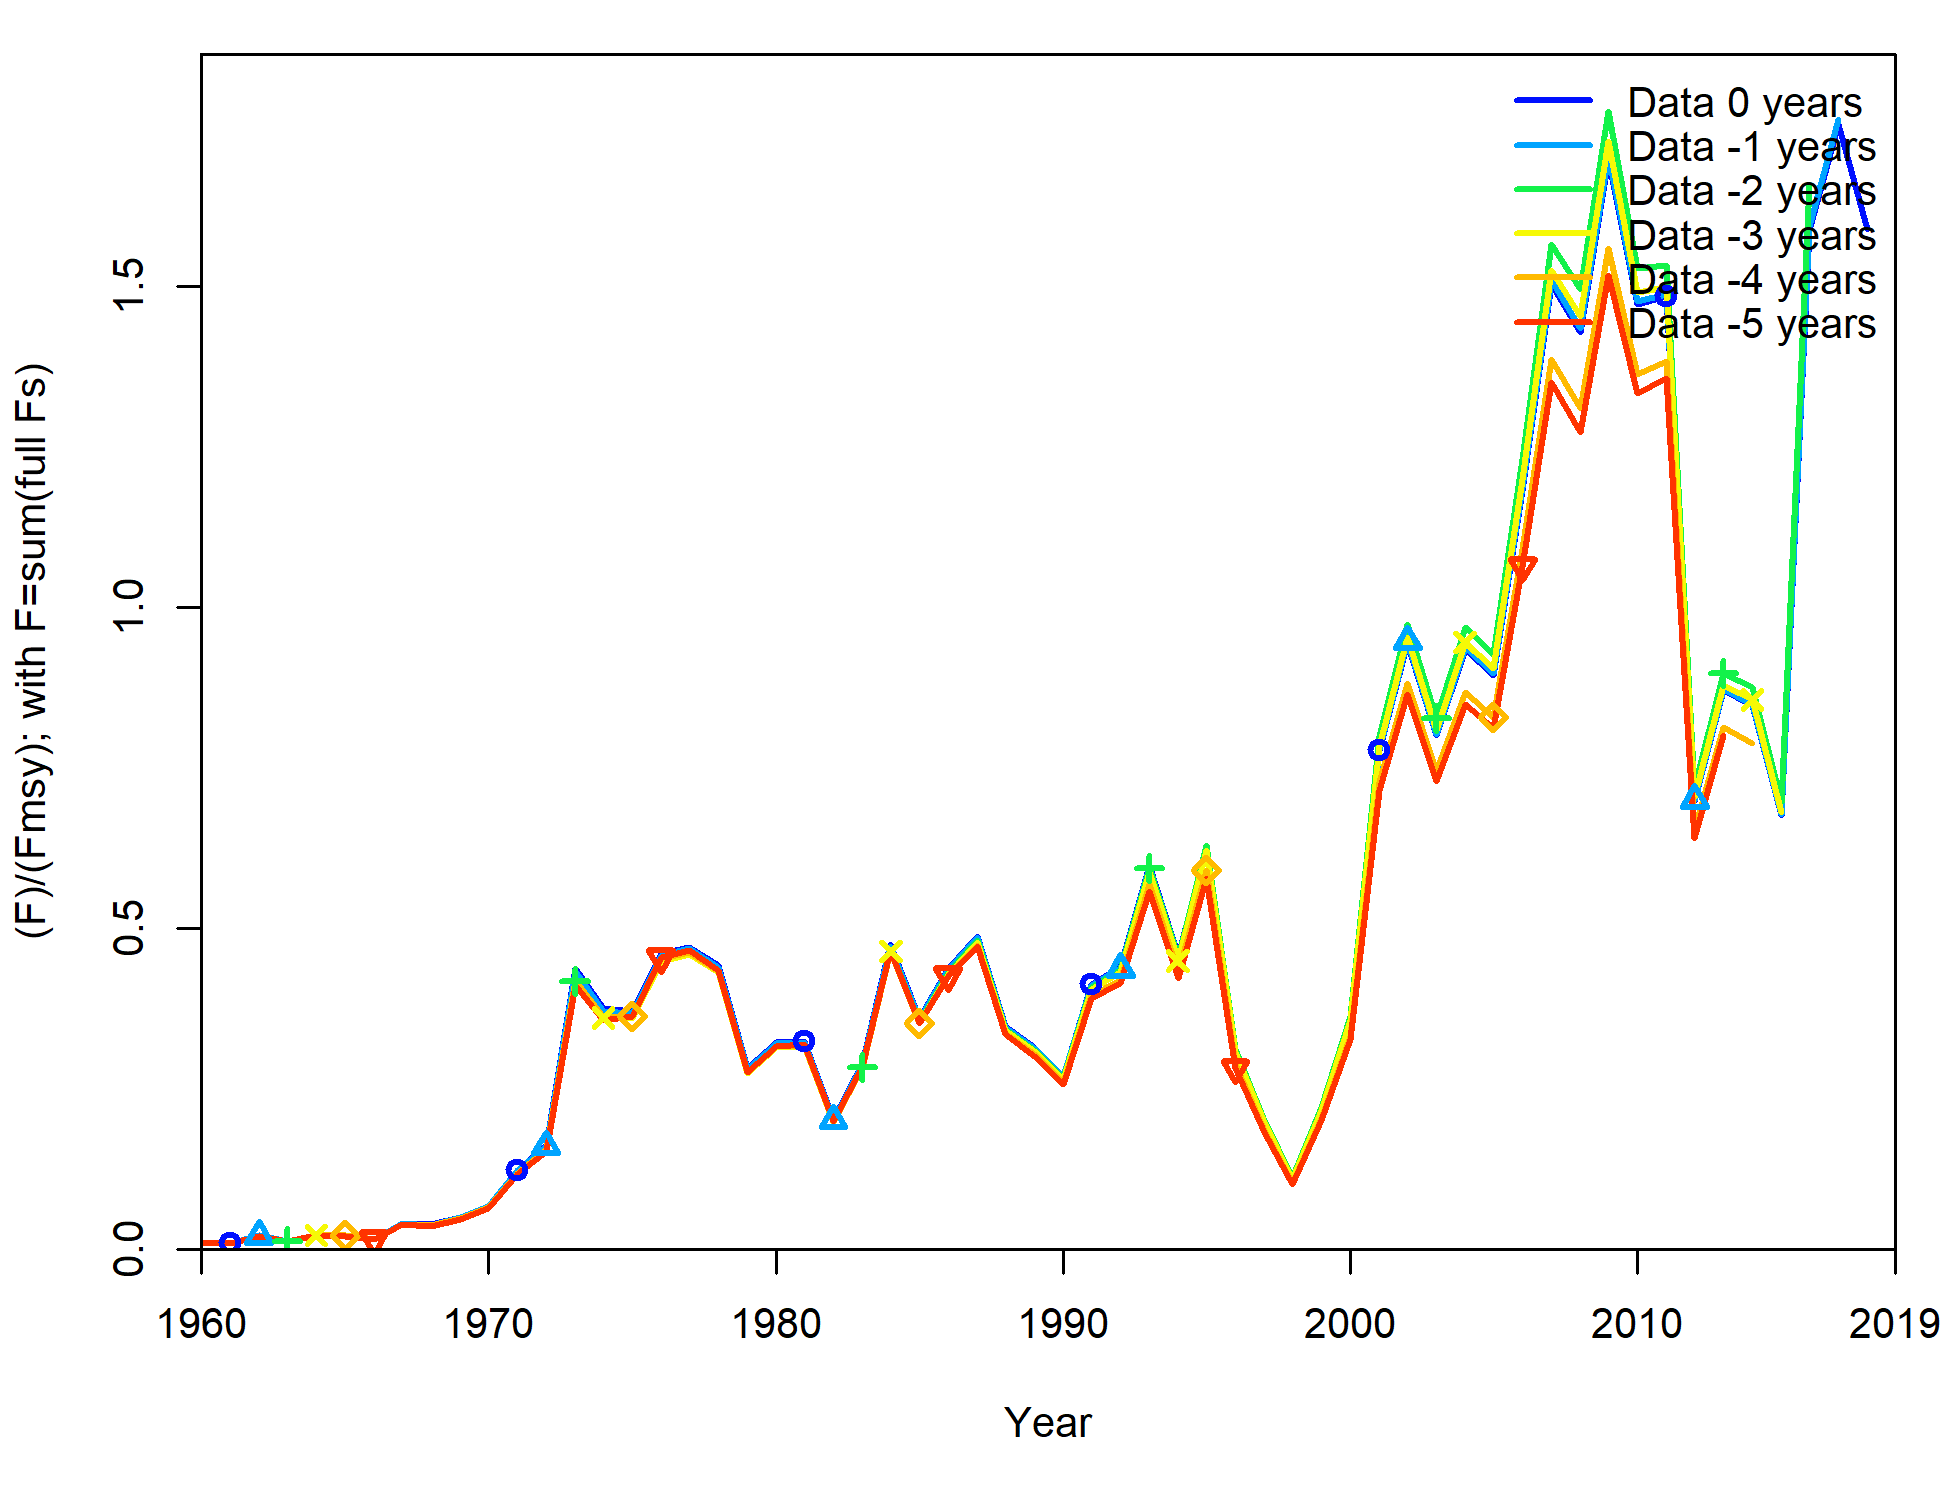 Data 0 years
Data -1 years
Data -2 years
Data -3 years
Data -4 years
Data -5 years
(F)/(Fmsy); with F=sum(full Fs)
1.5
1.0
0.5
0.0
1960 1970 1980 1990 2000 2010 2019
Year